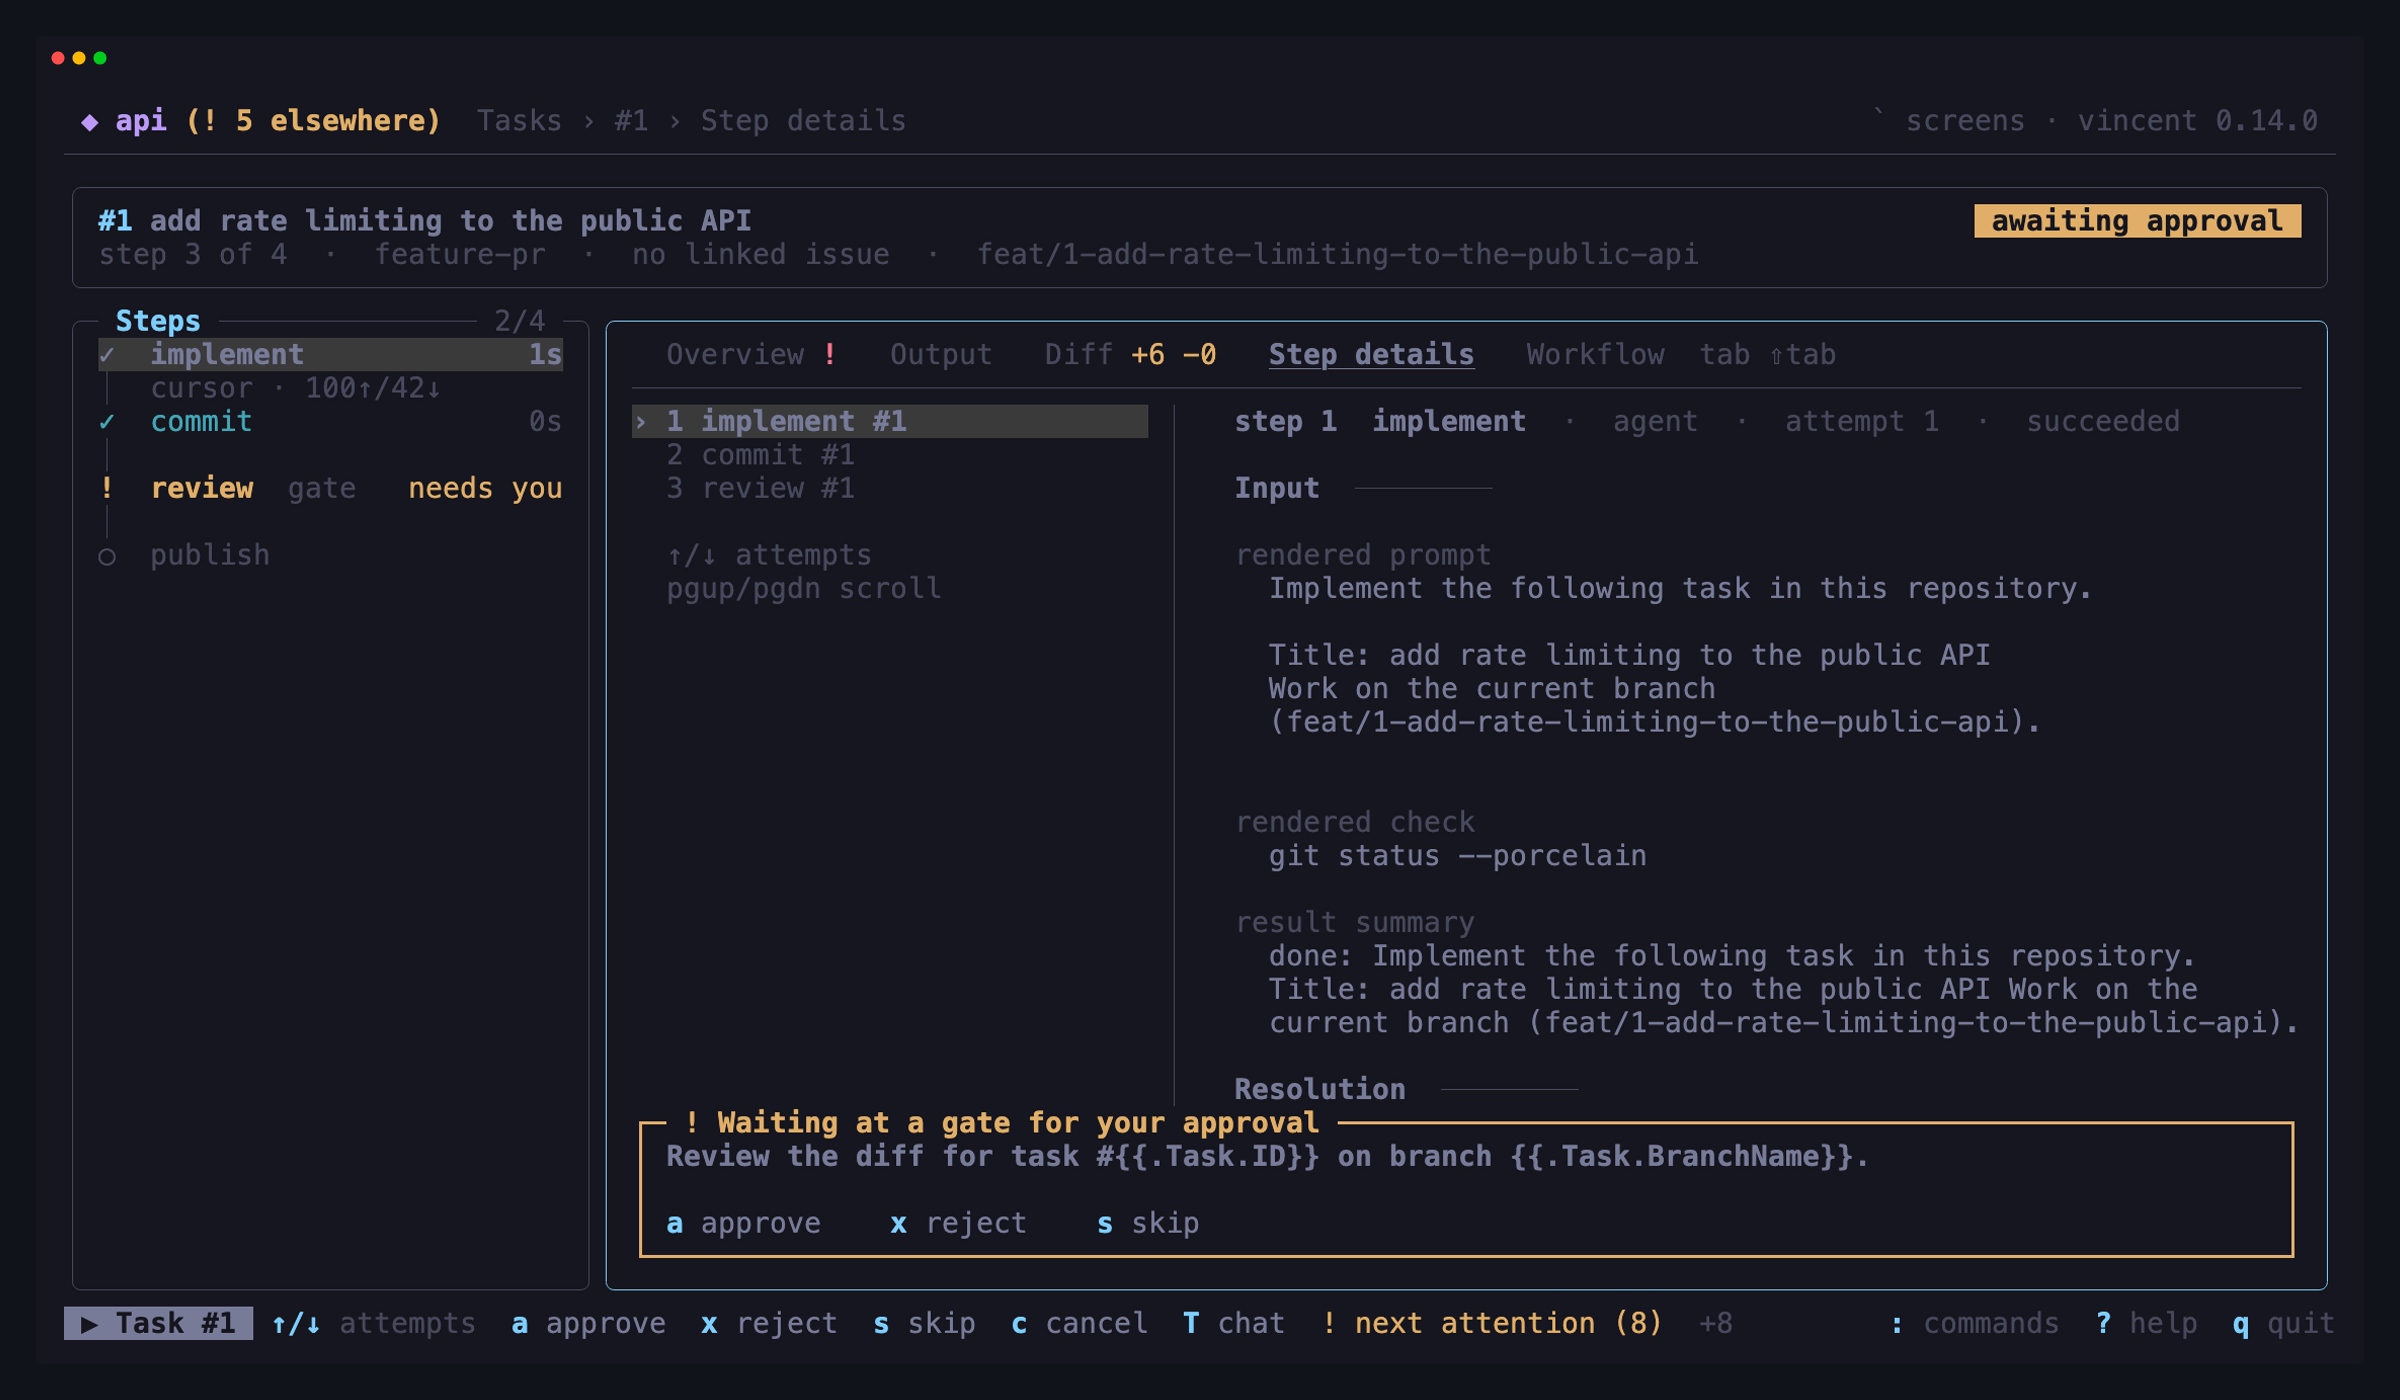 ◆ api (! 5 elsewhere) Tasks › #1 › Step details ` screens · vincent 0.14.0
#1 add rate limiting to the public API awaiting approval
step 3 of 4 · feature-pr · no linked issue · feat/1-add-rate-limiting-to-the-public-api
Steps 2/4
✓ implement 1s
cursor · 100↑/42↓
✓ commit 0s
! review gate needs you
○ publish
Overview ! Output Diff +6 -0 Step details Workflow tab ⇧tab
› 1 implement #1
2 commit #1
3 review #1
↑/↓ attempts
pgup/pgdn scroll
step 1 implement · agent · attempt 1 · succeeded
Input
rendered prompt
Implement the following task in this repository.
Title: add rate limiting to the public API
Work on the current branch
(feat/1-add-rate-limiting-to-the-public-api).
rendered check
git status --porcelain
result summary
done: Implement the following task in this repository.
Title: add rate limiting to the public API Work on the
current branch (feat/1-add-rate-limiting-to-the-public-api).
Resolution
! Waiting at a gate for your approval
Review the diff for task #{{.Task.ID}} on branch {{.Task.BranchName}}.
a approve x reject s skip
▶ Task #1 ↑/↓ attempts a approve x reject s skip c cancel T chat ! next attention (8) +8 : commands ? help q quit